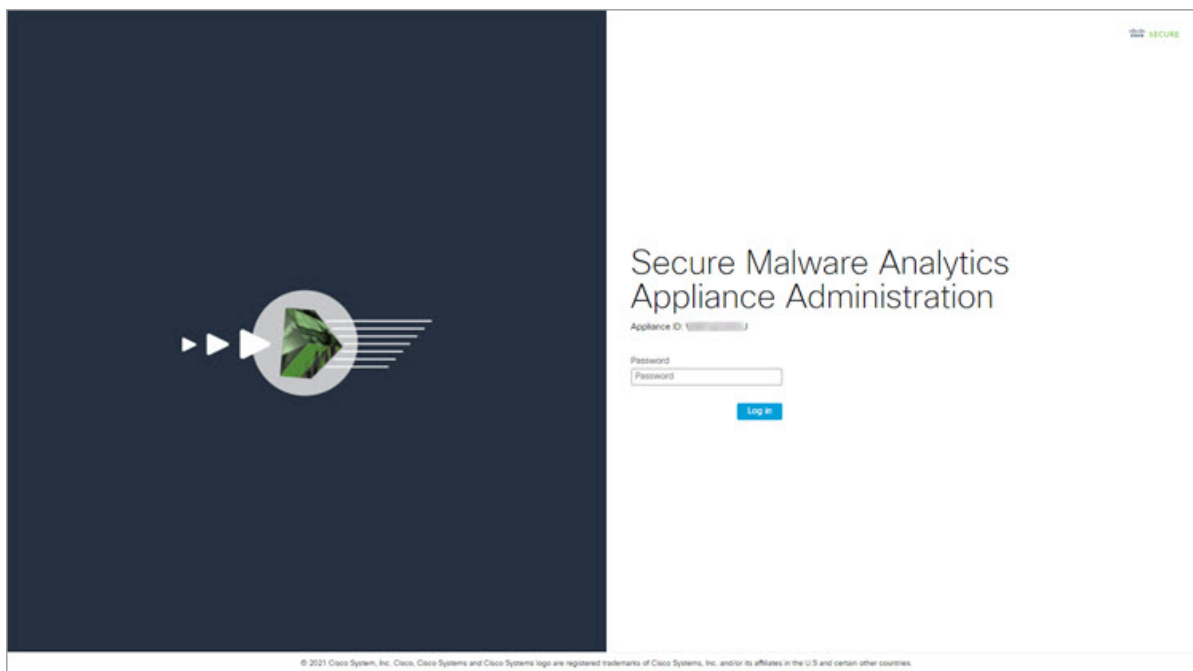 SECURE
Secure Malware Analytics
Appliance Administration
Appliance ID:
Password
Password
Log in
© 2021 Cisco System, Inc. Cisco, Cisco Systems and Cisco Systems logo are registered trademarks of Cisco Systems, Inc. and/or its affiliates in the U.S and certain other countries.